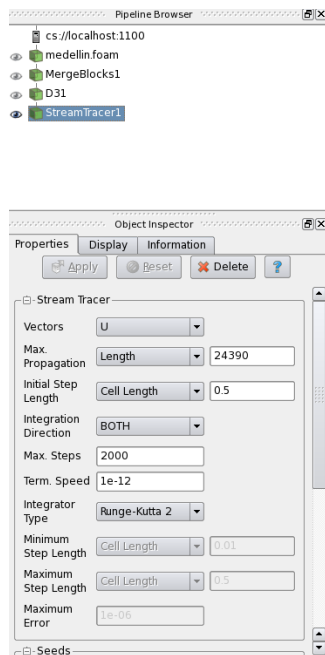 Pipeline Browser
cs://localhost:1100
medellin.foam
MergeBlocks1
D31
StreamTracer1
Object Inspector
Properties Display Information
Apply Reset Delete ?
Stream Tracer
Vectors U
Max.
Propagation Length 24390
Initial Step
Length Cell Length 0.5
Integration
Direction BOTH
Max. Steps 2000
Term. Speed 1e-12
Integrator
Type Runge-Kutta 2
Minimum
Step Length Cell Length 0.01
Maximum
Step Length Cell Length 0.5
Maximum
Error 1e-06
Seeds